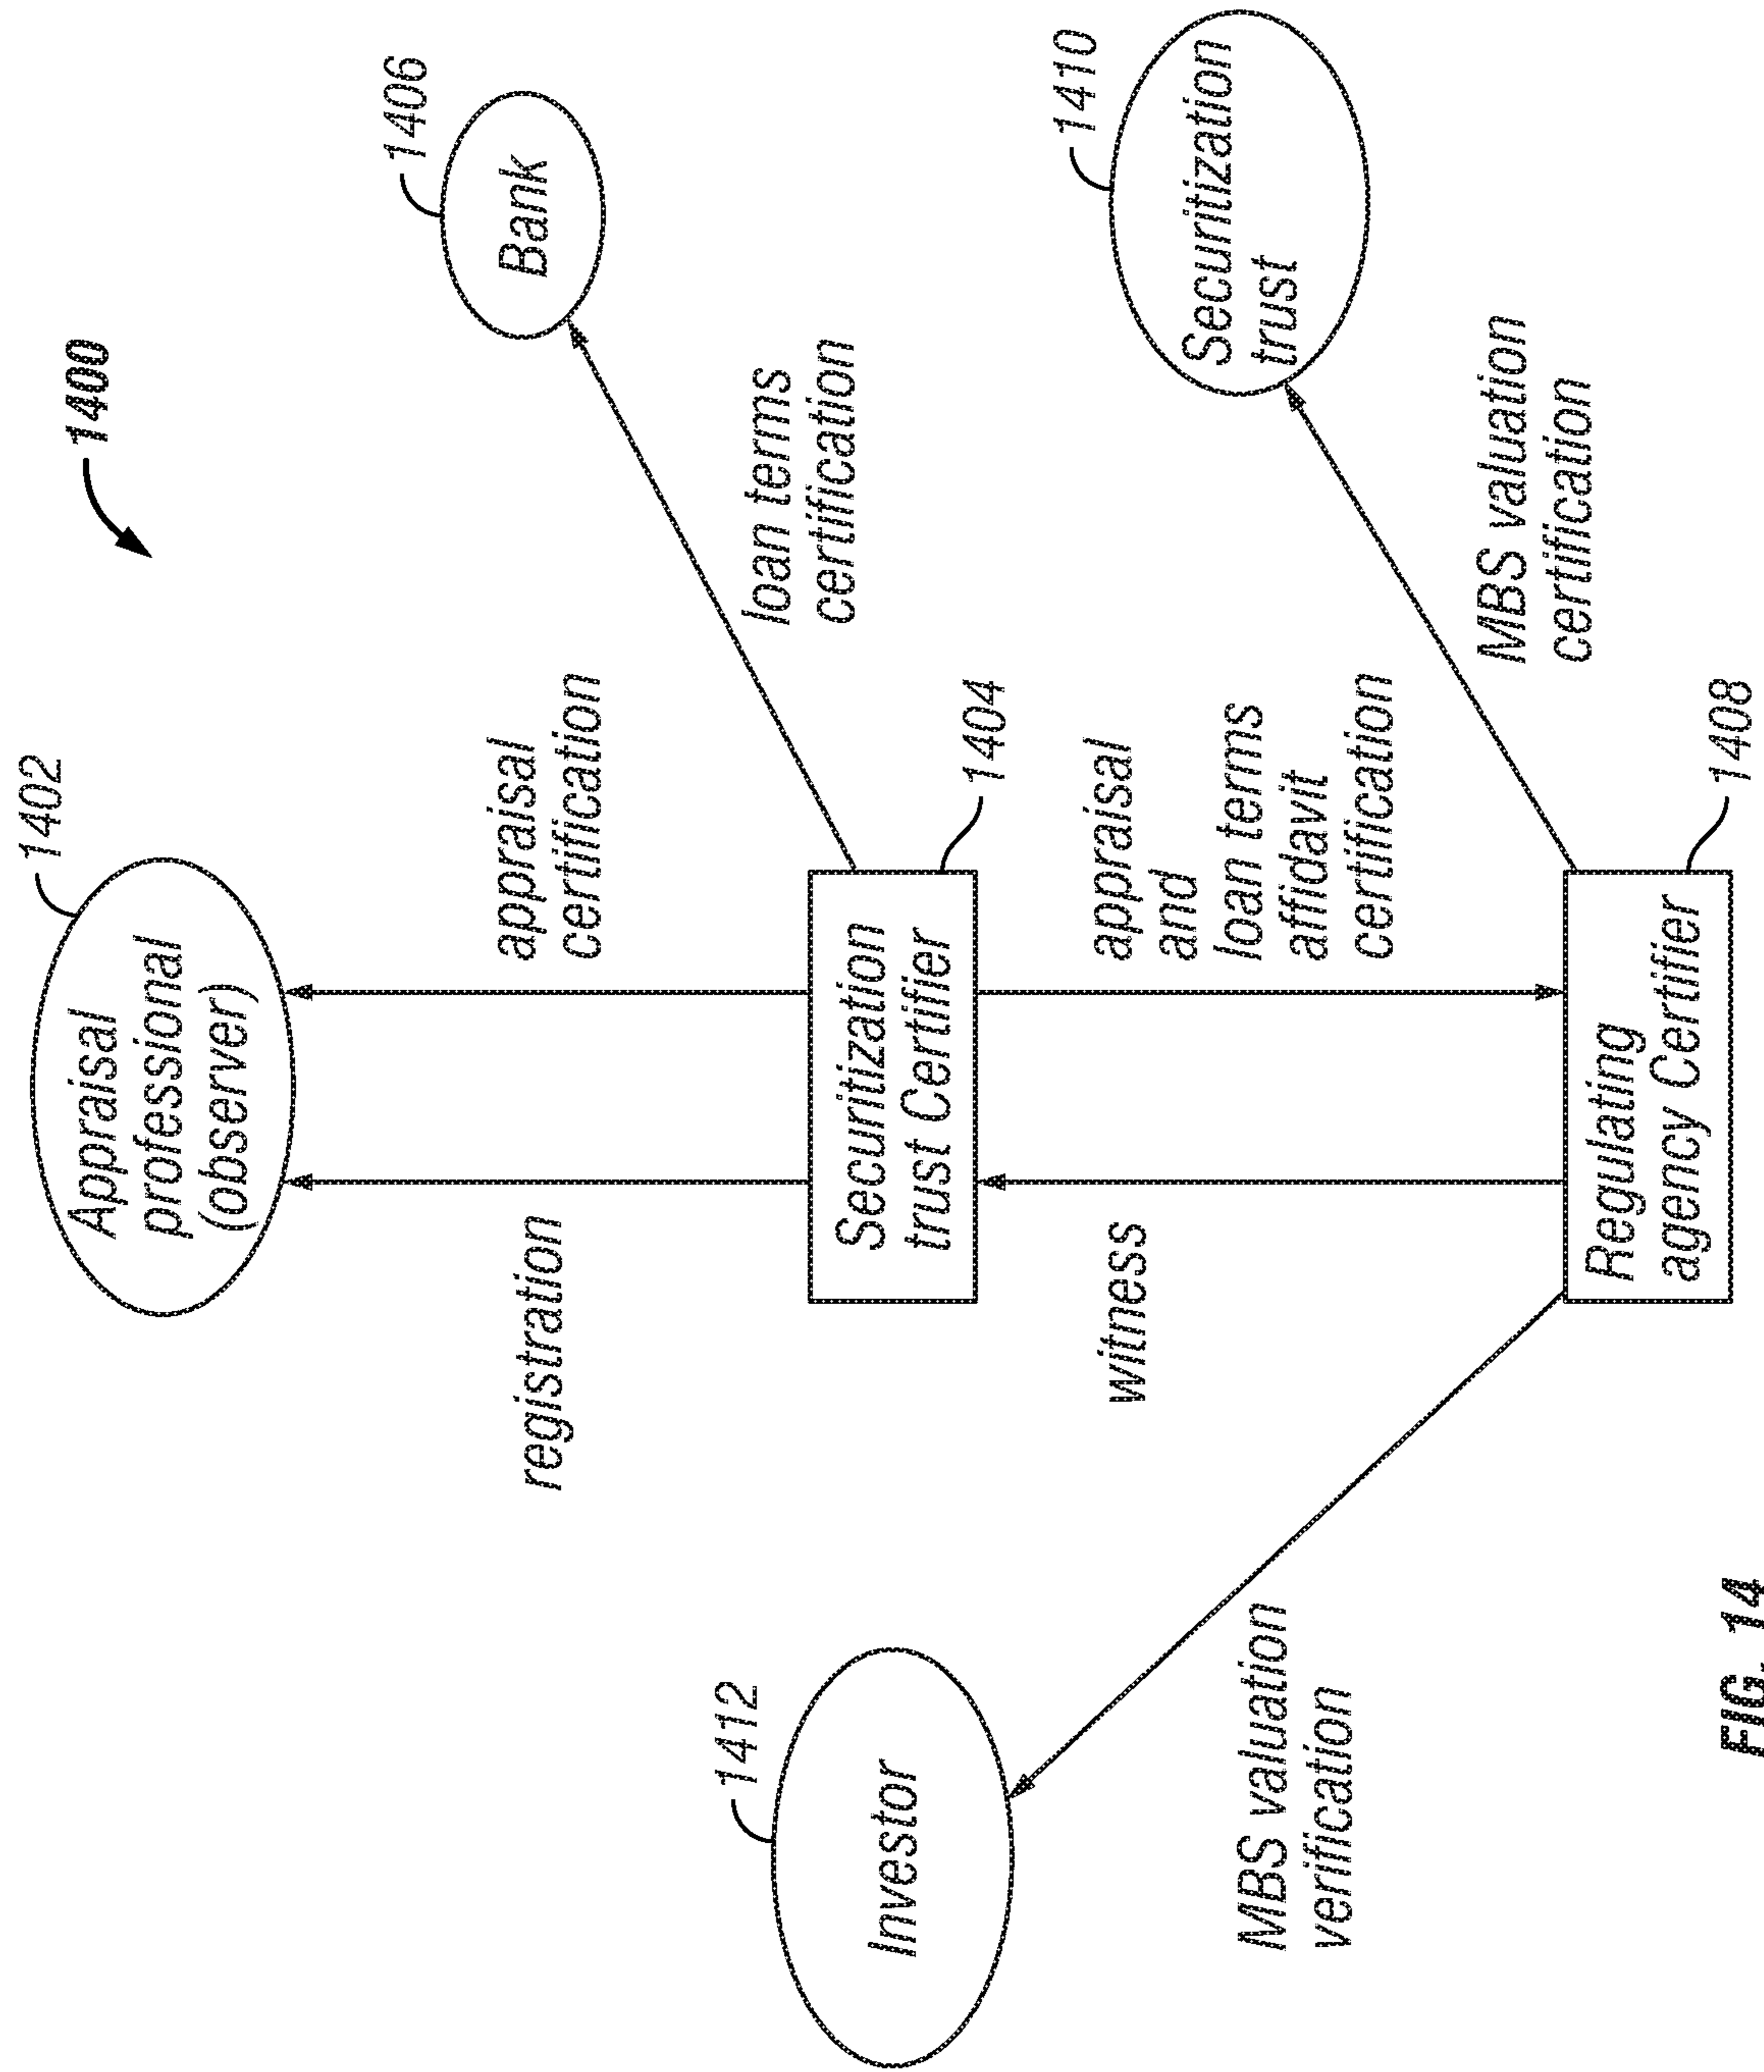 1400
1402
Appraisal
professional
(observer)
1406
Bank
registration
appraisal
certification
loan terms
certification
1412
Investor
Securitization
trust Certifier
1404
1410
Securitization
trust
witness
appraisal
and
loan terms
affidavit
certification
MBS valuation
verification
MBS valuation
certification
Regulating
agency Certifier
1408
FIG. 14